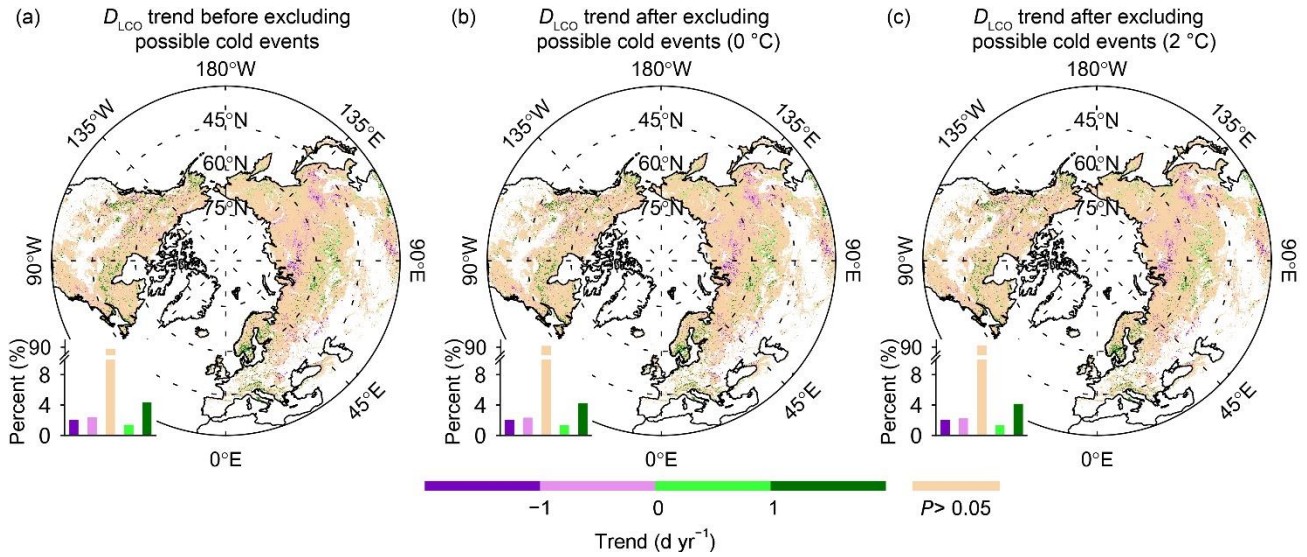 (a)
D_LCO trend before excluding
possible cold events
180°W
135°W
135°E
45°N
60°N
75°N
90°W
90°E
90
8
4
0
Percent (%)
45°E
0°E
(b)
D_LCO trend after excluding
possible cold events (0 °C)
180°W
135°W
135°E
45°N
60°N
75°N
90°W
90°E
90
8
4
0
Percent (%)
45°E
0°E
(c)
D_LCO trend after excluding
possible cold events (2 °C)
180°W
135°W
135°E
45°N
60°N
75°N
90°W
90°E
90
8
4
0
Percent (%)
45°E
0°E
−1 0 1
P> 0.05
Trend (d yr⁻¹)